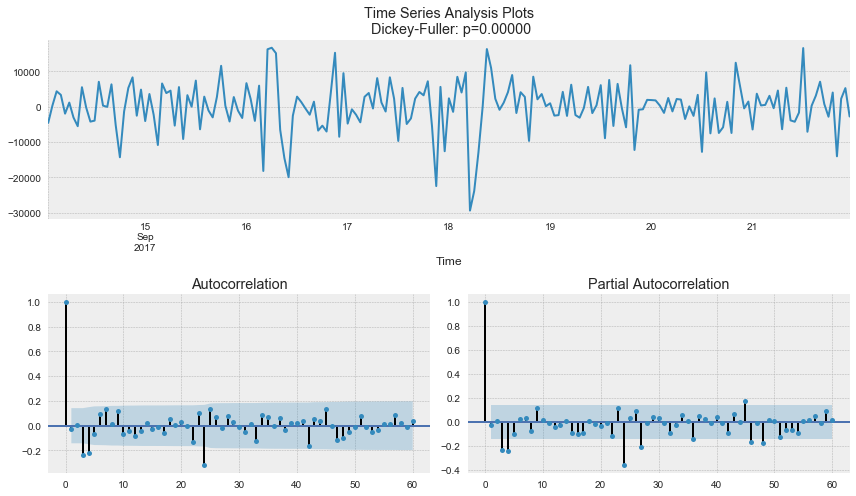 Time Series Analysis Plots
Dickey-Fuller: p=0.00000
10000
0
−10000
−20000
−30000
15 16 17 18 19 20 21
Sep
2017
Time
Autocorrelation
1.0
0.8
0.6
0.4
0.2
0.0
−0.2
0 10 20 30 40 50 60
Partial Autocorrelation
1.0
0.8
0.6
0.4
0.2
0.0
−0.2
−0.4
0 10 20 30 40 50 60